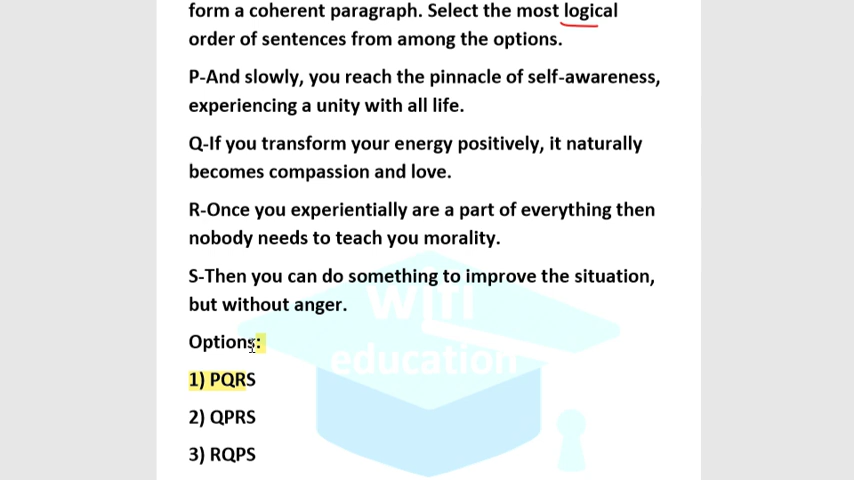 form a coherent paragraph. Select the most logical
order of sentences from among the options.
P-And slowly, you reach the pinnacle of self-awareness,
experiencing a unity with all life.
Q-If you transform your energy positively, it naturally
becomes compassion and love.
R-Once you experientially are a part of everything then
nobody needs to teach you morality.
S-Then you can do something to improve the situation,
but without anger.
wifi
Options:
education
1) PQRS
2) QPRS
3) RQPS